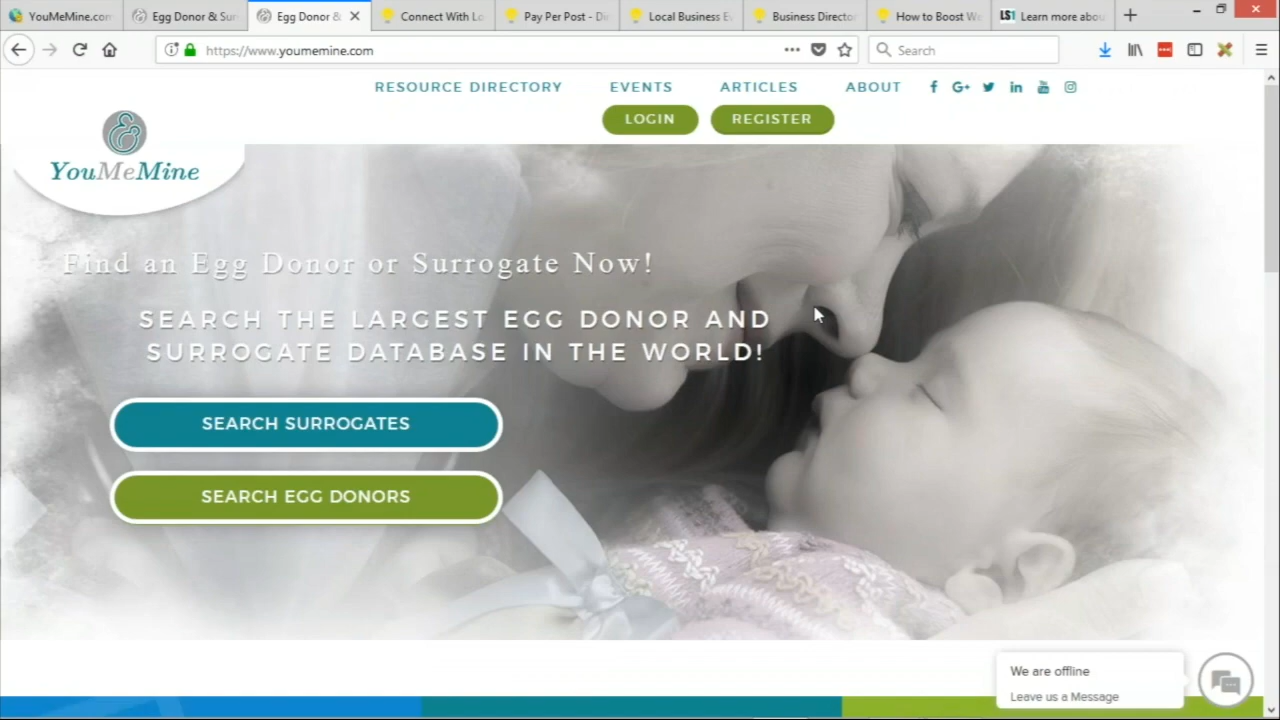 YouMeMine.com
Egg Donor & Sur
Egg Donor &
Connect With Lo
Pay Per Post - Di
Local Business E
Business Director
How to Boost W
LS1 Learn more abou
https://www.youmemine.com
Search
RESOURCE DIRECTORY EVENTS ARTICLES ABOUT
LOGIN REGISTER
YouMeMine
Find an Egg Donor or Surrogate Now!
SEARCH THE LARGEST EGG DONOR AND
SURROGATE DATABASE IN THE WORLD!
SEARCH SURROGATES
SEARCH EGG DONORS
We are offline
Leave us a Message